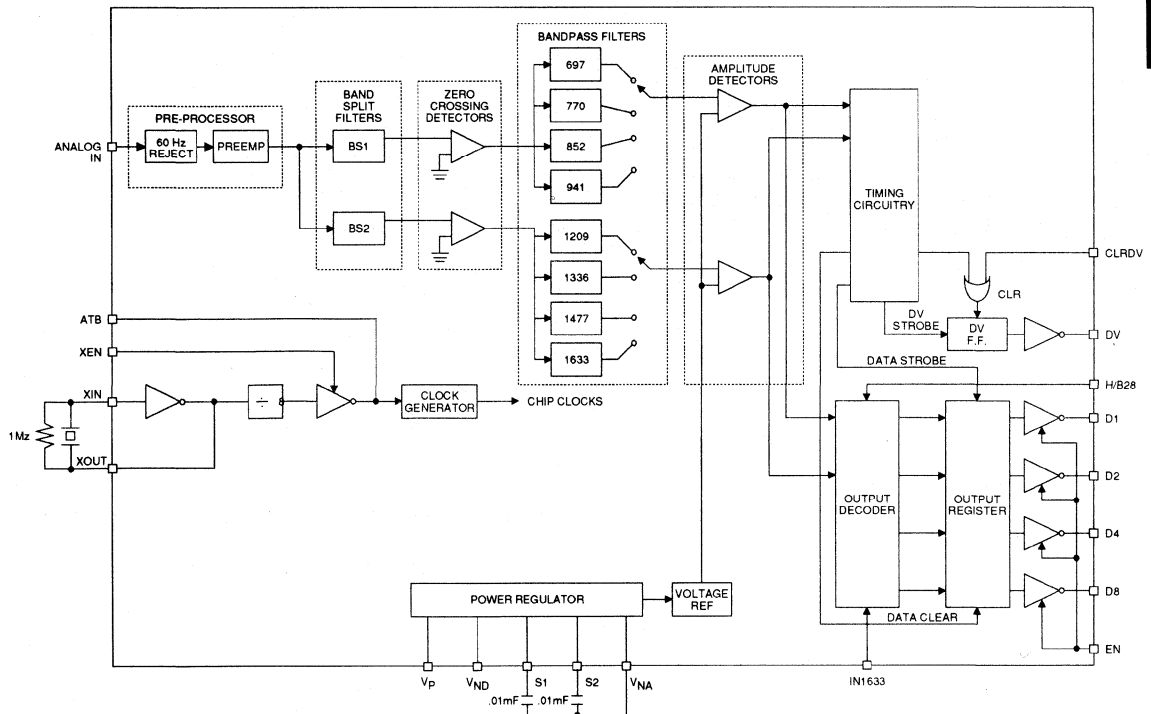 BANDPASS FILTERS
697
770
852
941
1209
1336
1477
1633
AMPLITUDE
DETECTORS
BAND
SPLIT
FILTERS
BS1
BS2
ZERO
CROSSING
DETECTORS
PRE-PROCESSOR
60 Hz
REJECT
PREEMP
ANALOG
IN
TIMING
CIRCUITRY
CLRDV
CLR
DV
STROBE
DV
F.F.
DV
DATA STROBE
H/B28
ATB
XEN
XIN
1Mz
XOUT
÷ 8
CLOCK
GENERATOR
CHIP CLOCKS
D1
D2
D4
D8
EN
OUTPUT
DECODER
OUTPUT
REGISTER
DATA CLEAR
POWER REGULATOR
VOLTAGE
REF
VP
VND
S1
S2
VNA
.01mF
.01mF
IN1633